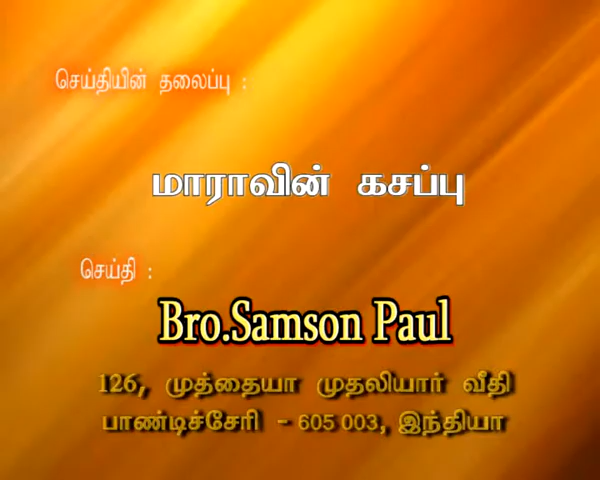 செய்தியின் தலைப்பு :
மாராவின் கசப்பு
செய்தி :
Bro.Samson Paul
126, முத்தையா முதலியார் வீதி
பாண்டிச்சேரி - 605 003, இந்தியா